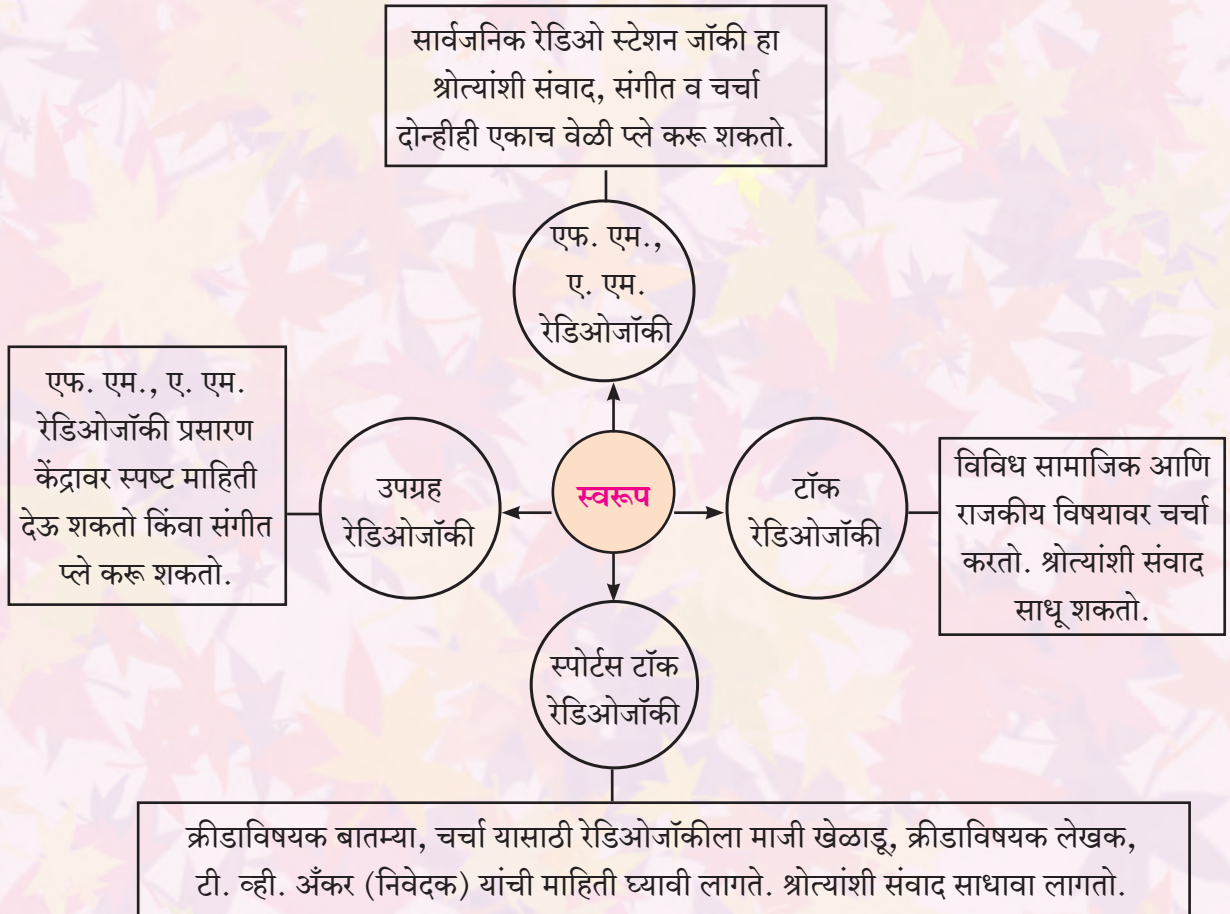 सार्वजनिक रेडिओ स्टेशन जॉकी हा
श्रोत्यांशी संवाद, संगीत व चर्चा
दोन्हीही एकाच वेळी प्ले करू शकतो.
एफ. एम.,
ए. एम.
रेडिओजॉकी
एफ. एम., ए. एम.
रेडिओजॉकी प्रसारण
केंद्रावर स्पष्ट माहिती
देऊ शकतो किंवा संगीत
प्ले करू शकतो.
उपग्रह
रेडिओजॉकी
स्वरूप
टॉक
रेडिओजॉकी
विविध सामाजिक आणि
राजकीय विषयावर चर्चा
करतो. श्रोत्यांशी संवाद
साधू शकतो.
स्पोर्टस टॉक
रेडिओजॉकी
क्रीडाविषयक बातम्या, चर्चा यासाठी रेडिओजॉकीला माजी खेळाडू, क्रीडाविषयक लेखक,
टी. व्ही. अँकर (निवेदक) यांची माहिती घ्यावी लागते. श्रोत्यांशी संवाद साधावा लागतो.